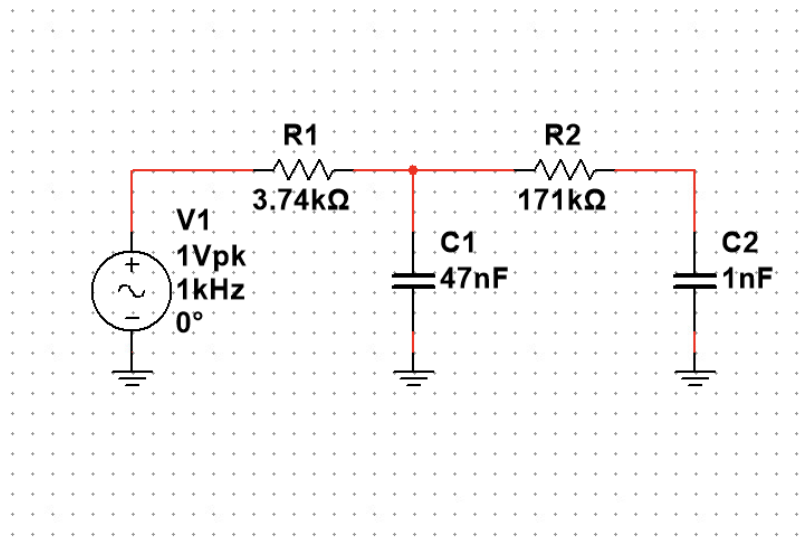 R1
3.74kΩ
R2
171kΩ
V1
1Vpk
1kHz
0°
C1
47nF
C2
1nF